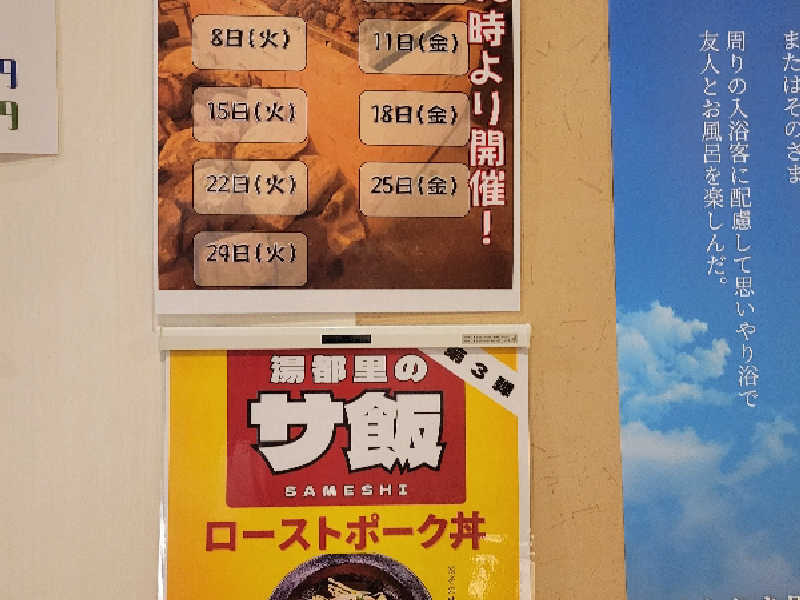 8日(火)
11日(金)
15日(火)
18日(金)
22日(火)
25日(金)
29日(火)
時より開催!
湯都里の
第3弾
サ飯
SAMESHI
ローストポーク丼
またはそのさま
周りの入浴客に配慮して思いやり浴で
友人とお風呂を楽しんだ。